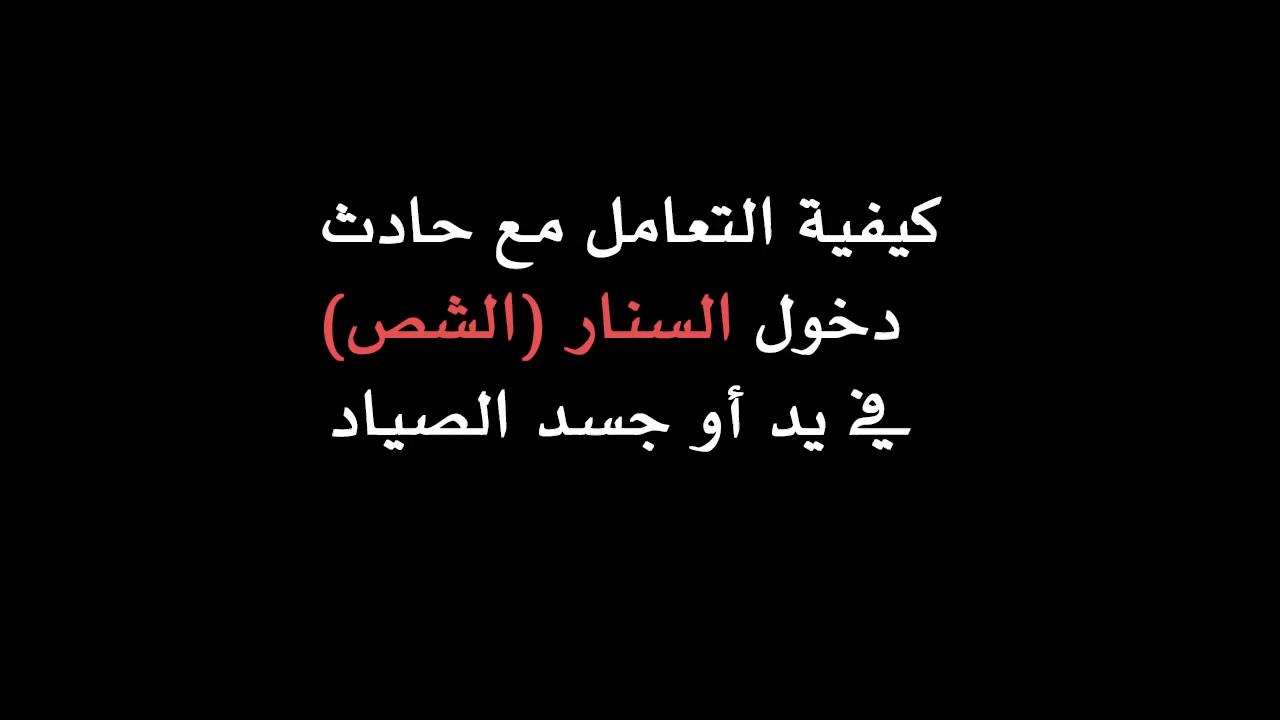 كيفية التعامل مع حادث
دخول السنار (الشص)
في يد أو جسد الصياد